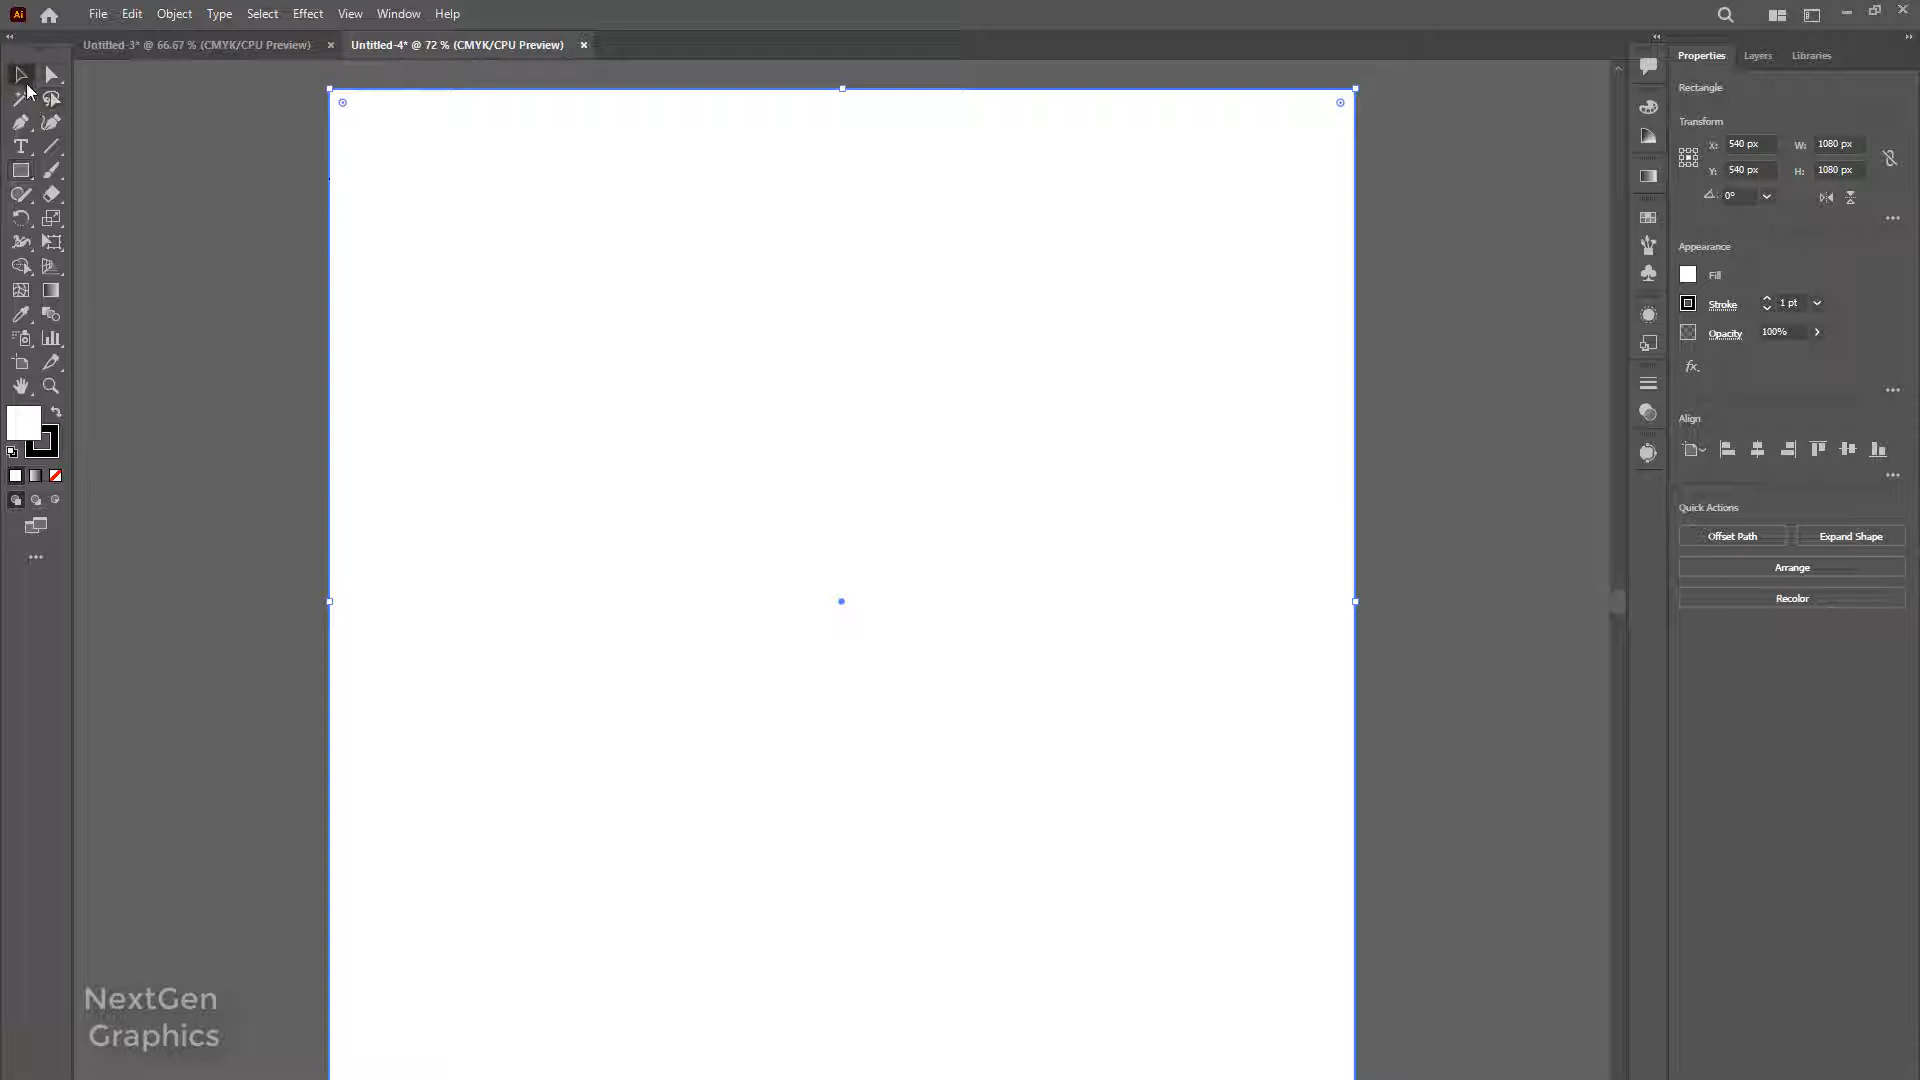 Ai File Edit Object Type Select Effect View Window Help
Untitled-3* @ 66.67 % (CMYK/CPU Preview) × Untitled-4* @ 72 % (CMYK/CPU Preview) ×
Properties Layers Libraries
Rectangle
Transform
X: 540 px W: 1080 px
Y: 540 px H: 1080 px
0°
Appearance
Fill
Stroke 1 pt
Opacity 100%
fx.
Align
Quick Actions
Offset Path Expand Shape
Arrange
Recolor
NextGen
Graphics